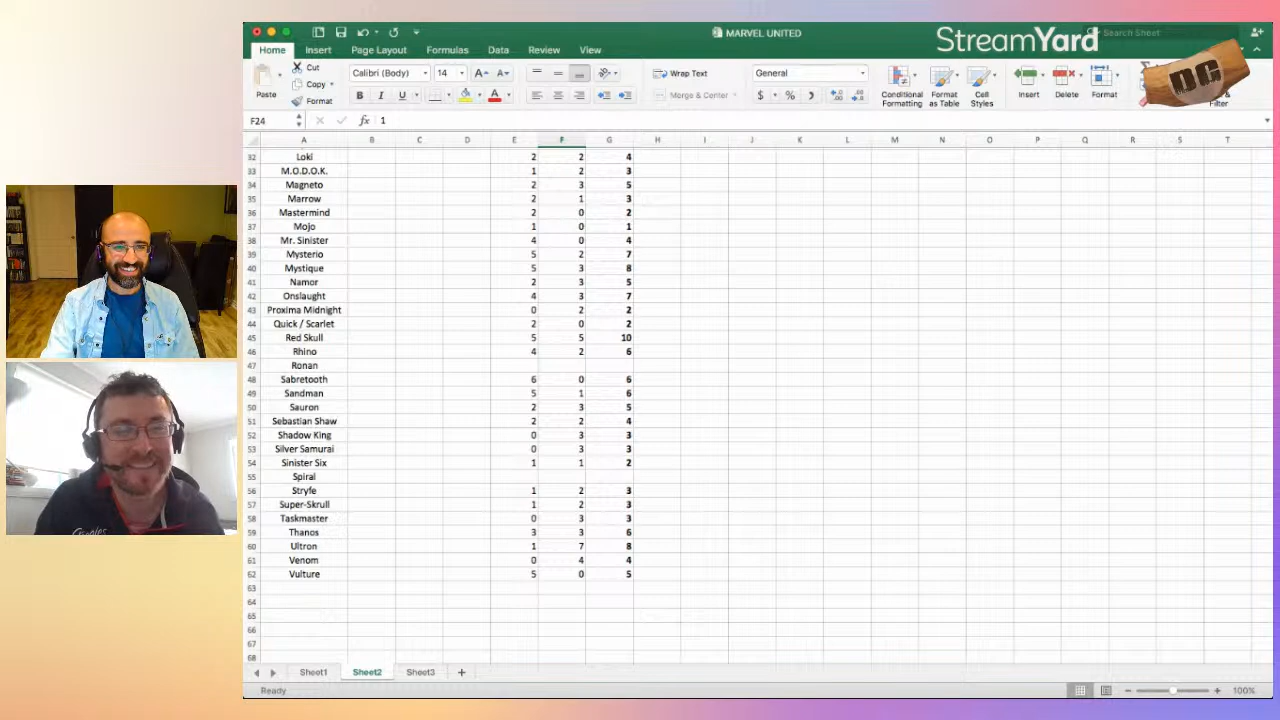 MARVEL UNITED
StreamYard
Search Sheet
DG
Home Insert Page Layout Formulas Data Review View
Cut
Copy
Format
Paste
Calibri (Body) 14
Wrap Text
Merge & Center
General
Conditional Formatting
Format as Table
Cell Styles
Insert
Delete
Format
Filter
F24 fx 1
A B C D E F G H I J K L M N O P Q R S T
32 Loki 2 2 4
33 M.O.D.O.K. 1 2 3
34 Magneto 2 3 5
35 Marrow 2 1 3
36 Mastermind 2 0 2
37 Mojo 1 0 1
38 Mr. Sinister 4 0 4
39 Mysterio 5 2 7
40 Mystique 5 3 8
41 Namor 2 3 5
42 Onslaught 4 3 7
43 Proxima Midnight 0 2 2
44 Quick / Scarlet 2 0 2
45 Red Skull 5 5 10
46 Rhino 4 2 6
47 Ronan
48 Sabretooth 6 0 6
49 Sandman 5 1 6
50 Sauron 2 3 5
51 Sebastian Shaw 2 2 4
52 Shadow King 0 3 3
53 Silver Samurai 0 3 3
54 Sinister Six 1 1 2
55 Spiral
56 Stryfe 1 2 3
57 Super-Skrull 1 2 3
58 Taskmaster 0 3 3
59 Thanos 3 3 6
60 Ultron 1 7 8
61 Venom 0 4 4
62 Vulture 5 0 5
63
64
65
66
67
68
Sheet1 Sheet2 Sheet3 +
Ready
100%